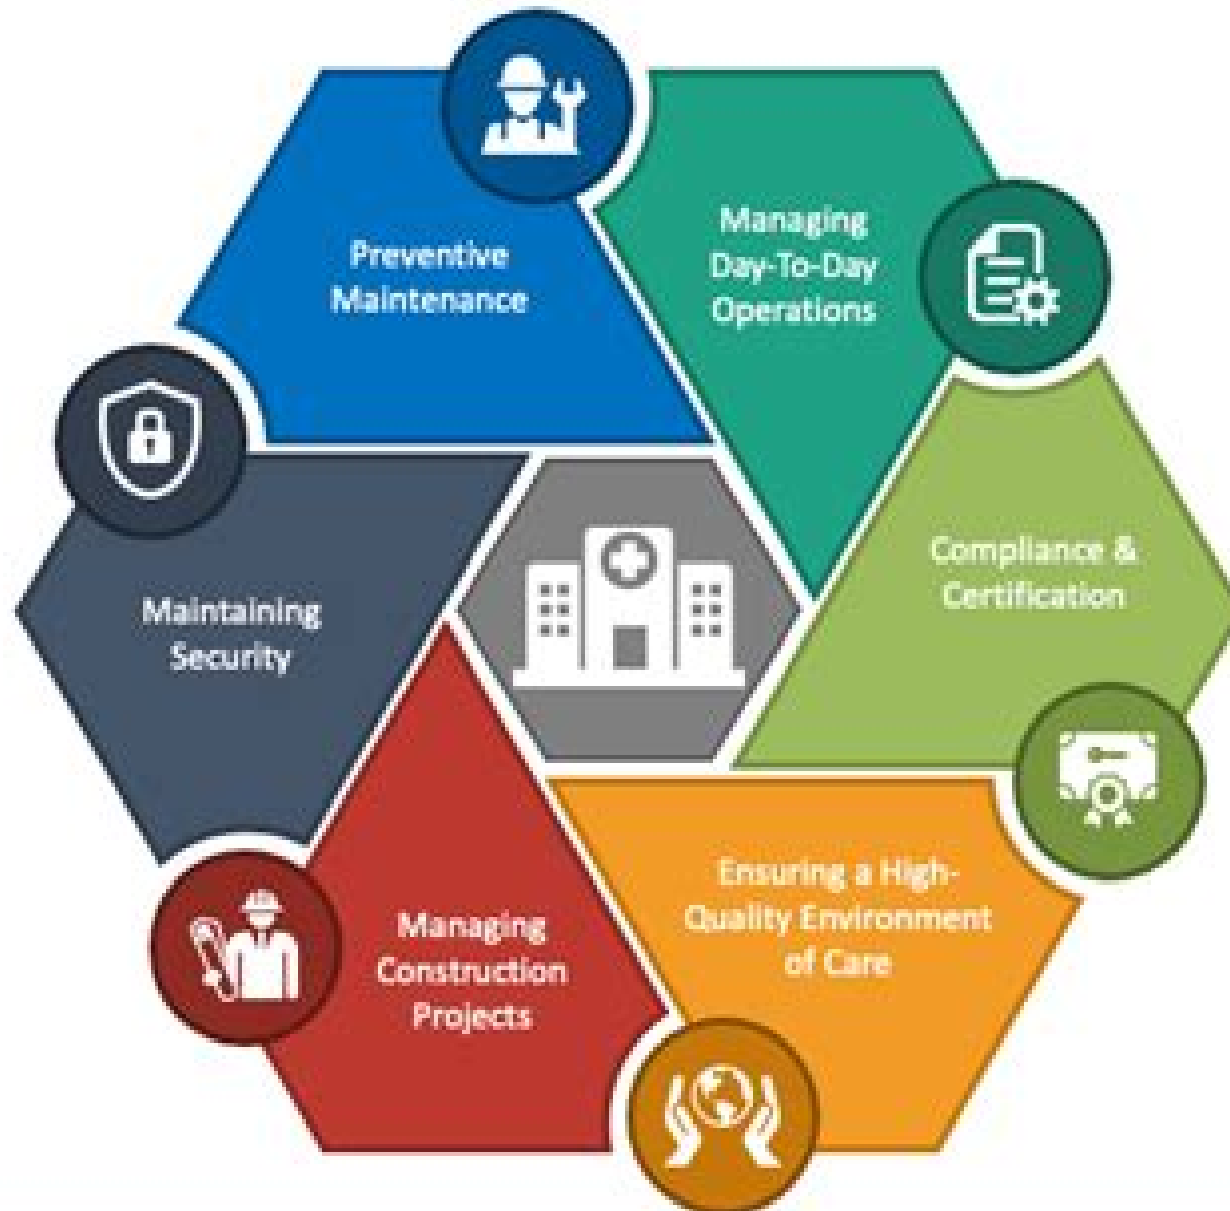 Preventive
Maintenance
Managing
Day-To-Day
Operations
Compliance &
Certification
Maintaining
Security
Ensuring a High-
Quality Environment
of Care
Managing
Construction
Projects